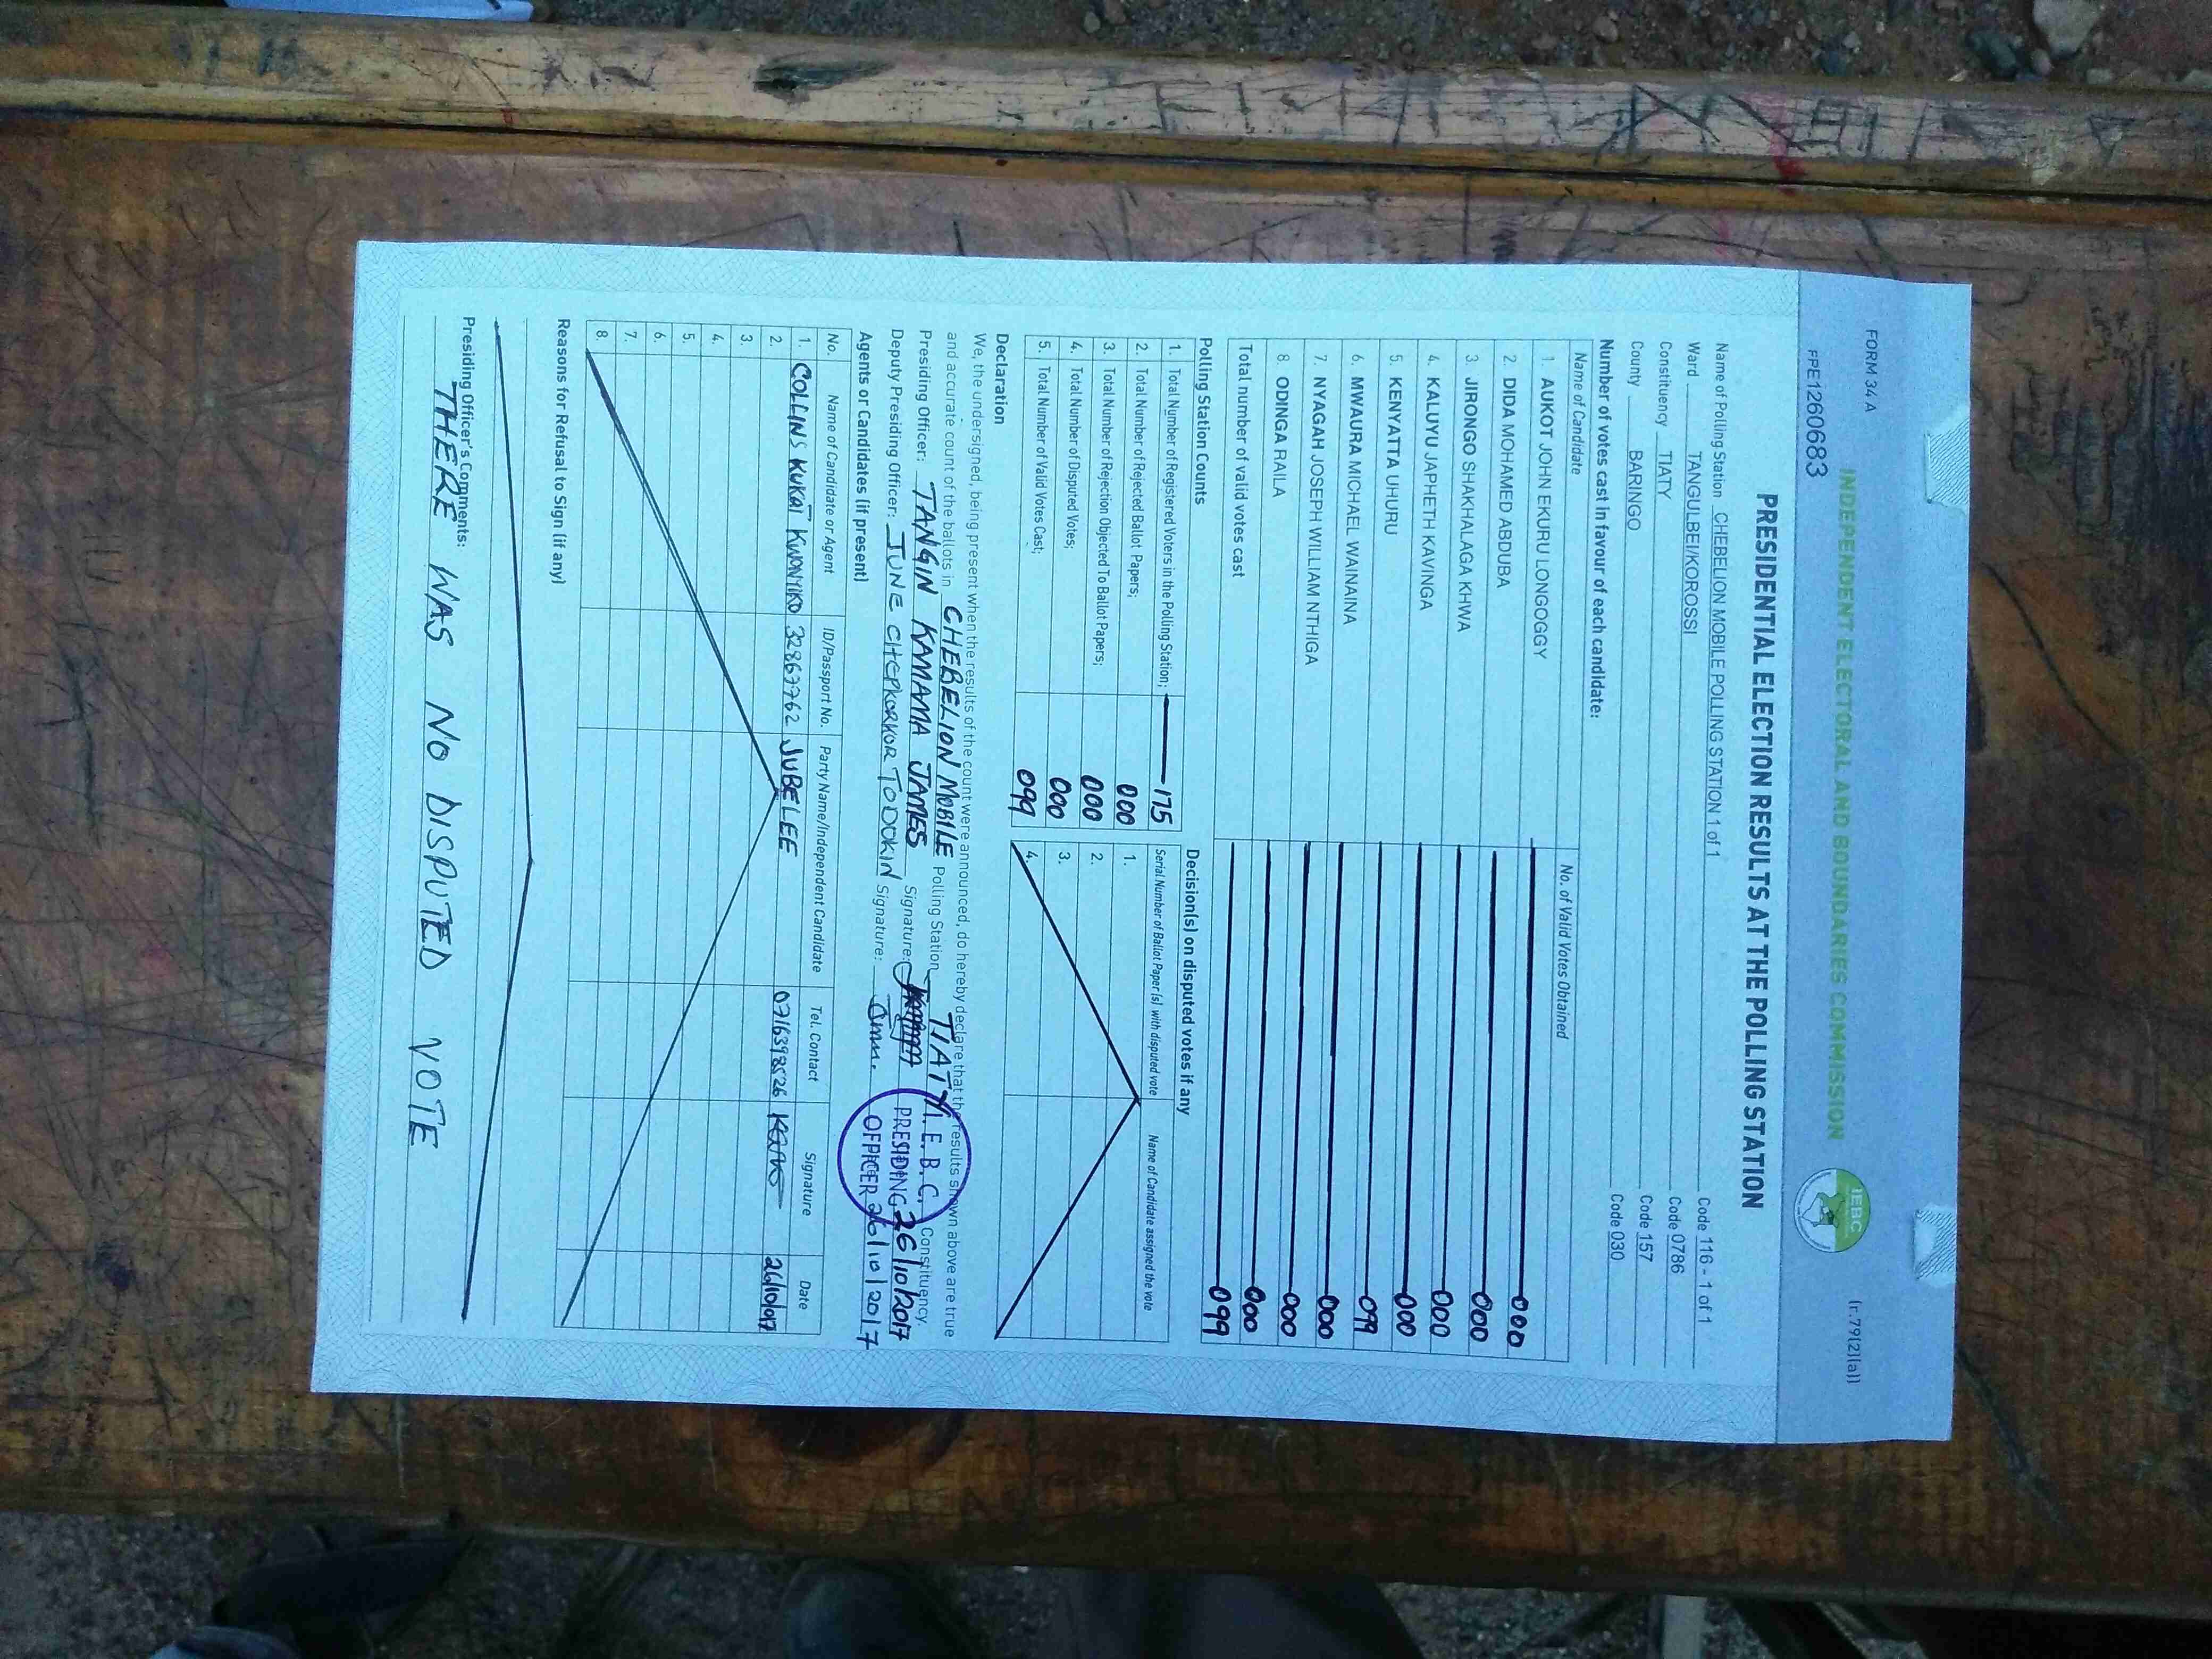 FORM 34 A
(r.79(2)(a))
INDEPENDENT ELECTORAL AND BOUNDARIES COMMISSION
IEBC
PPE1260683
PRESIDENTIAL ELECTION RESULTS AT THE POLLING STATION
Name of Polling Station CHEBELION MOBILE POLLING STATION 1 of 1 Code 116 - 1 of 1
Ward TANGULBEI/KOROSSI Code 0786
Constituency TIATY Code 157
County BARINGO Code 030
Number of votes cast in favour of each candidate:
Name of Candidate No. of Valid Votes Obtained
1. AUKOT JOHN EKURU LONGOGGY 000
2. DIDA MOHAMED ABDUBA 000
3. JIRONGO SHAKHALAGA KHWA 000
4. KALUYU JAPHETH KAVINGA 000
5. KENYATTA UHURU 099
6. MWAURA MICHAEL WAINAINA 000
7. NYAGAH JOSEPH WILLIAM NTHIGA 000
8. ODINGA RAILA 000
Total number of valid votes cast 099
Polling Station Counts
1. Total Number of Registered Voters in the Polling Station; 175
2. Total Number of Rejected Ballot Papers; 000
3. Total Number of Rejection Objected To Ballot Papers; 000
4. Total Number of Disputed Votes; 000
5. Total Number of Valid Votes Cast; 099
Decision(s) on disputed votes if any
Serial Number of Ballot Paper (s) with disputed vote Name of Candidate assigned the vote
1.
2.
3.
4.
Declaration
We, the undersigned, being present when the results of the count were announced, do hereby declare that the results shown above are true
and accurate count of the ballots in CHEBELION MOBILE Polling Station TIATY Constituency.
Presiding Officer: TANGIN KAMAMA JAMES Signature: 26/10/2017
Deputy Presiding Officer: JUNE CHEPKORKOR TODOKIN Signature: 26/10/2017
I. E. B. C.
PRESIDING
OFFICER
Agents or Candidates (if present)
No. Name of Candidate or Agent ID/Passport No. Party Name/Independent Candidate Tel. Contact Signature Date
1. COLLINS KUKAI KWONYIKO 32867762 JUBELEE 0716398526 26/10/017
2.
3.
4.
5.
6.
7.
8.
Reasons for Refusal to Sign (if any)
Presiding Officer's Comments:
THERE WAS NO DISPUTED VOTE